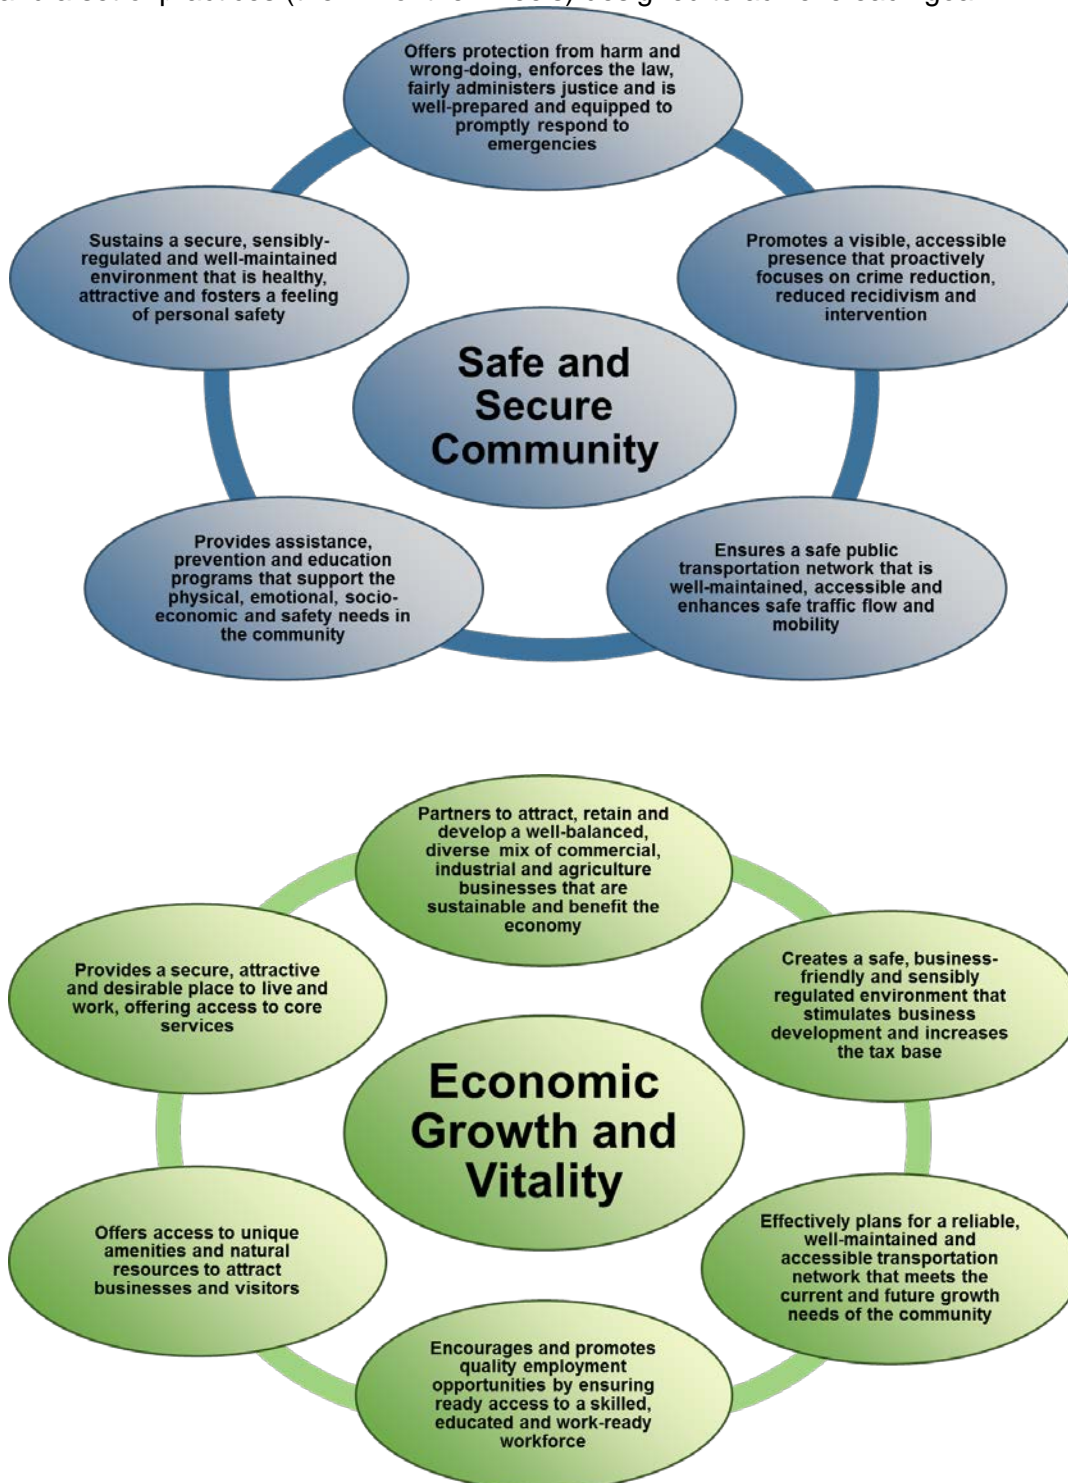 Offers protection from harm and
wrong-doing, enforces the law,
fairly administers justice and is
well-prepared and equipped to
promptly respond to
emergencies
Sustains a secure, sensibly-
regulated and well-maintained
environment that is healthy,
attractive and fosters a feeling
of personal safety
Promotes a visible, accessible
presence that proactively
focuses on crime reduction,
reduced recidivism and
intervention
Safe and
Secure
Community
Provides assistance,
prevention and education
programs that support the
physical, emotional, socio-
economic and safety needs in
the community
Ensures a safe public
transportation network that is
well-maintained, accessible and
enhances safe traffic flow and
mobility
Partners to attract, retain and
develop a well-balanced,
diverse mix of commercial,
industrial and agriculture
businesses that are
sustainable and benefit the
economy
Provides a secure, attractive
and desirable place to live and
work, offering access to core
services
Creates a safe, business-
friendly and sensibly
regulated environment that
stimulates business
development and increases
the tax base
Economic
Growth and
Vitality
Offers access to unique
amenities and natural
resources to attract
businesses and visitors
Effectively plans for a reliable,
well-maintained and
accessible transportation
network that meets the
current and future growth
needs of the community
Encourages and promotes
quality employment
opportunities by ensuring
ready access to a skilled,
educated and work-ready
workforce